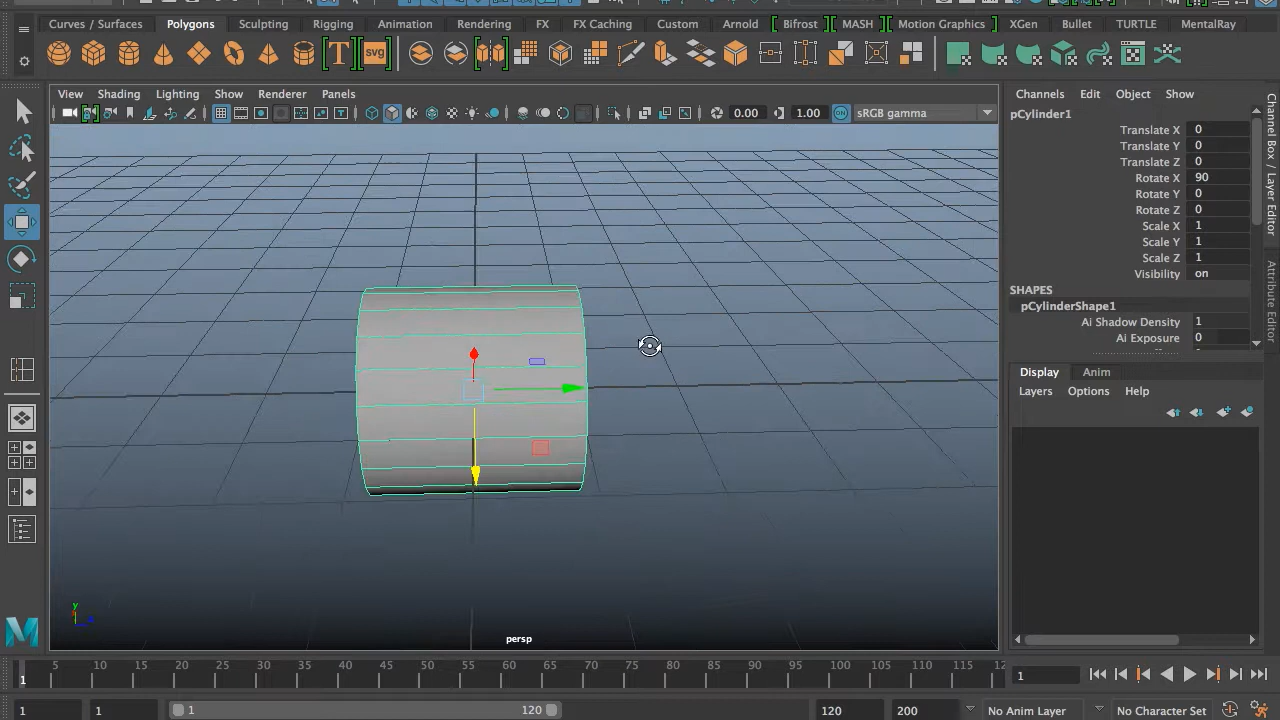 Curves / Surfaces Polygons Sculpting Rigging Animation Rendering FX FX Caching Custom Arnold Bifrost MASH Motion Graphics XGen Bullet TURTLE MentalRay
T svg
View Shading Lighting Show Renderer Panels
0.00 1.00 ON sRGB gamma
Channels Edit Object Show
pCylinder1
Translate X 0
Translate Y 0
Translate Z 0
Rotate X 90
Rotate Y 0
Rotate Z 0
Scale X 1
Scale Y 1
Scale Z 1
Visibility on
SHAPES
pCylinderShape1
Ai Shadow Density 1
Ai Exposure 0
Channel Box / Layer Editor
Attribute Editor
Display Anim
Layers Options Help
y
persp
1 5 10 15 20 25 30 35 40 45 50 55 60 65 70 75 80 85 90 95 100 105 110 115 12
1
1 1 1 120 120 200 No Anim Layer No Character Set